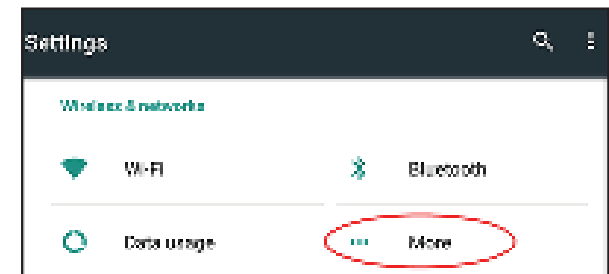 Settings
Wireless & networks
Wi-Fi
Bluetooth
Data usage
More